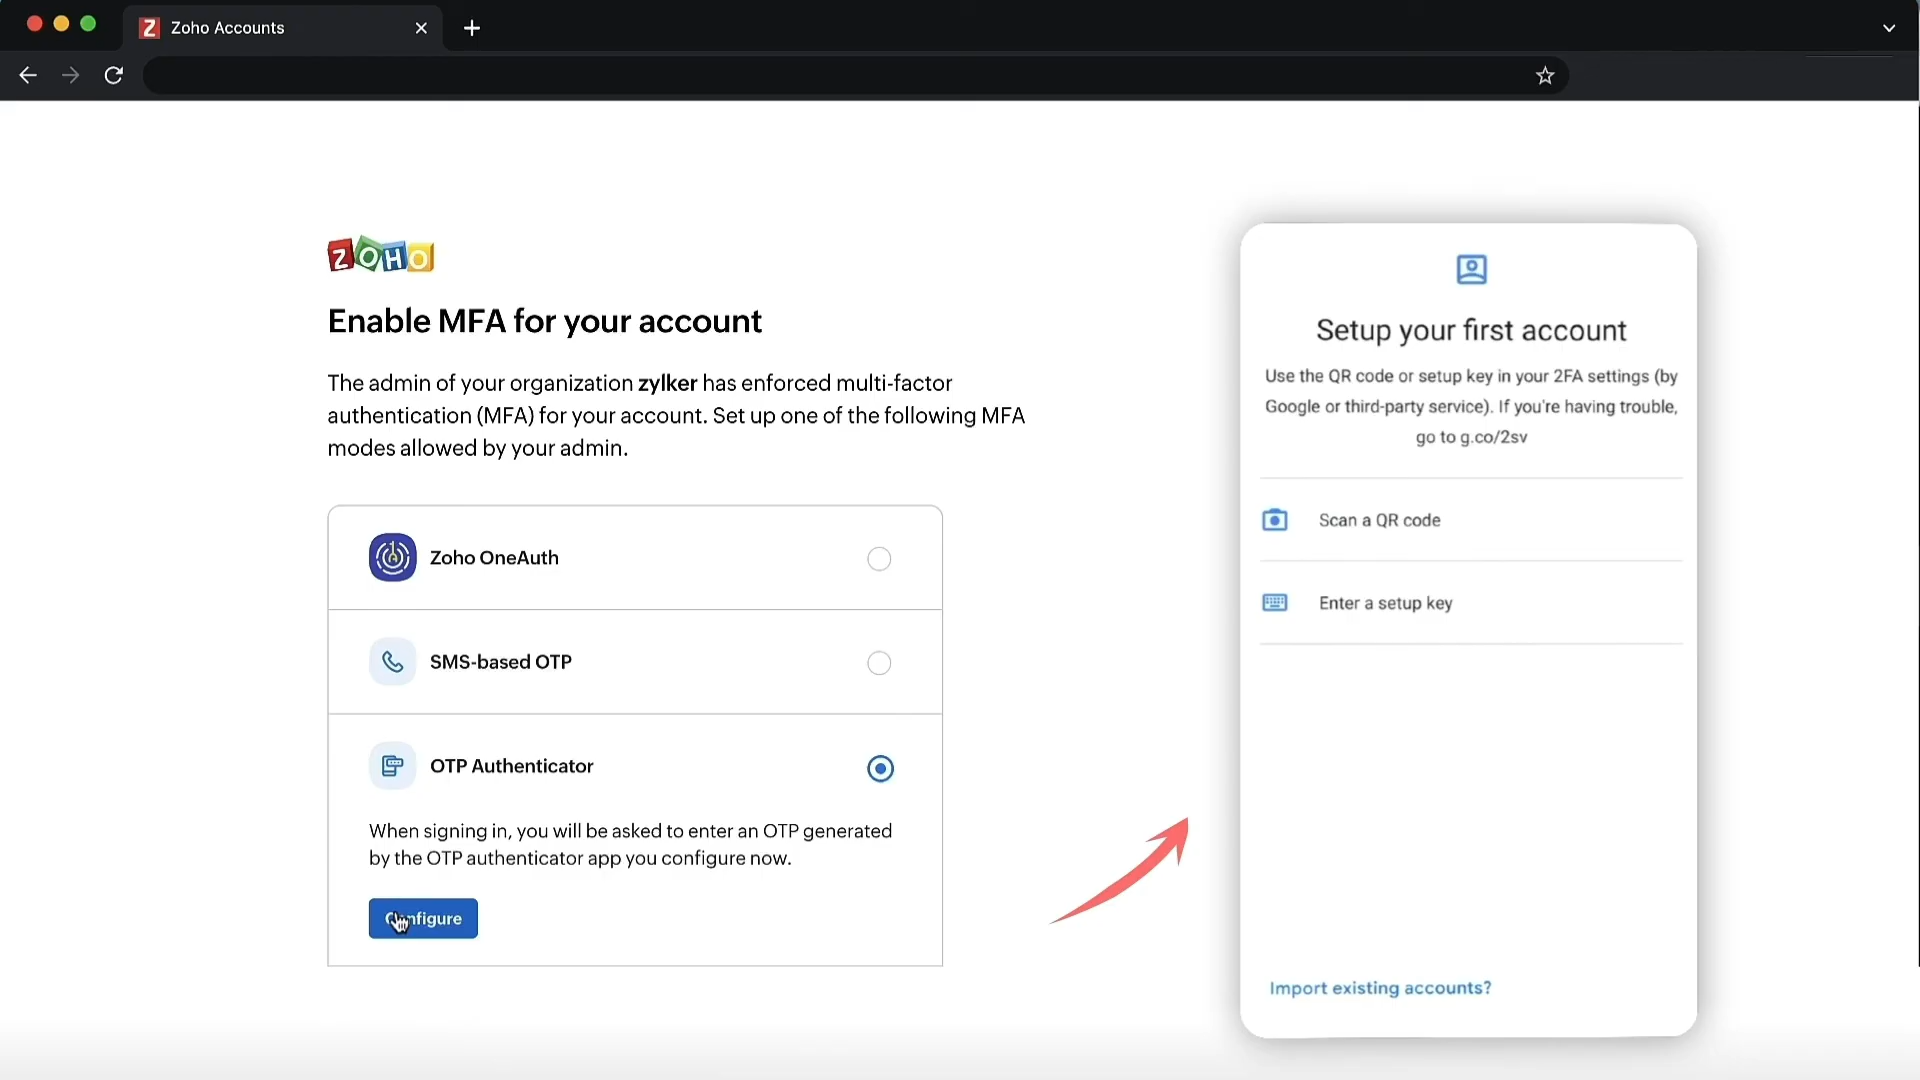 Zoho Accounts
ZOHO
Enable MFA for your account
The admin of your organization zylker has enforced multi-factor
authentication (MFA) for your account. Set up one of the following MFA
modes allowed by your admin.
Zoho OneAuth
SMS-based OTP
OTP Authenticator
When signing in, you will be asked to enter an OTP generated
by the OTP authenticator app you configure now.
Configure
Setup your first account
Use the QR code or setup key in your 2FA settings (by
Google or third-party service). If you're having trouble,
go to g.co/2sv
Scan a QR code
Enter a setup key
Import existing accounts?